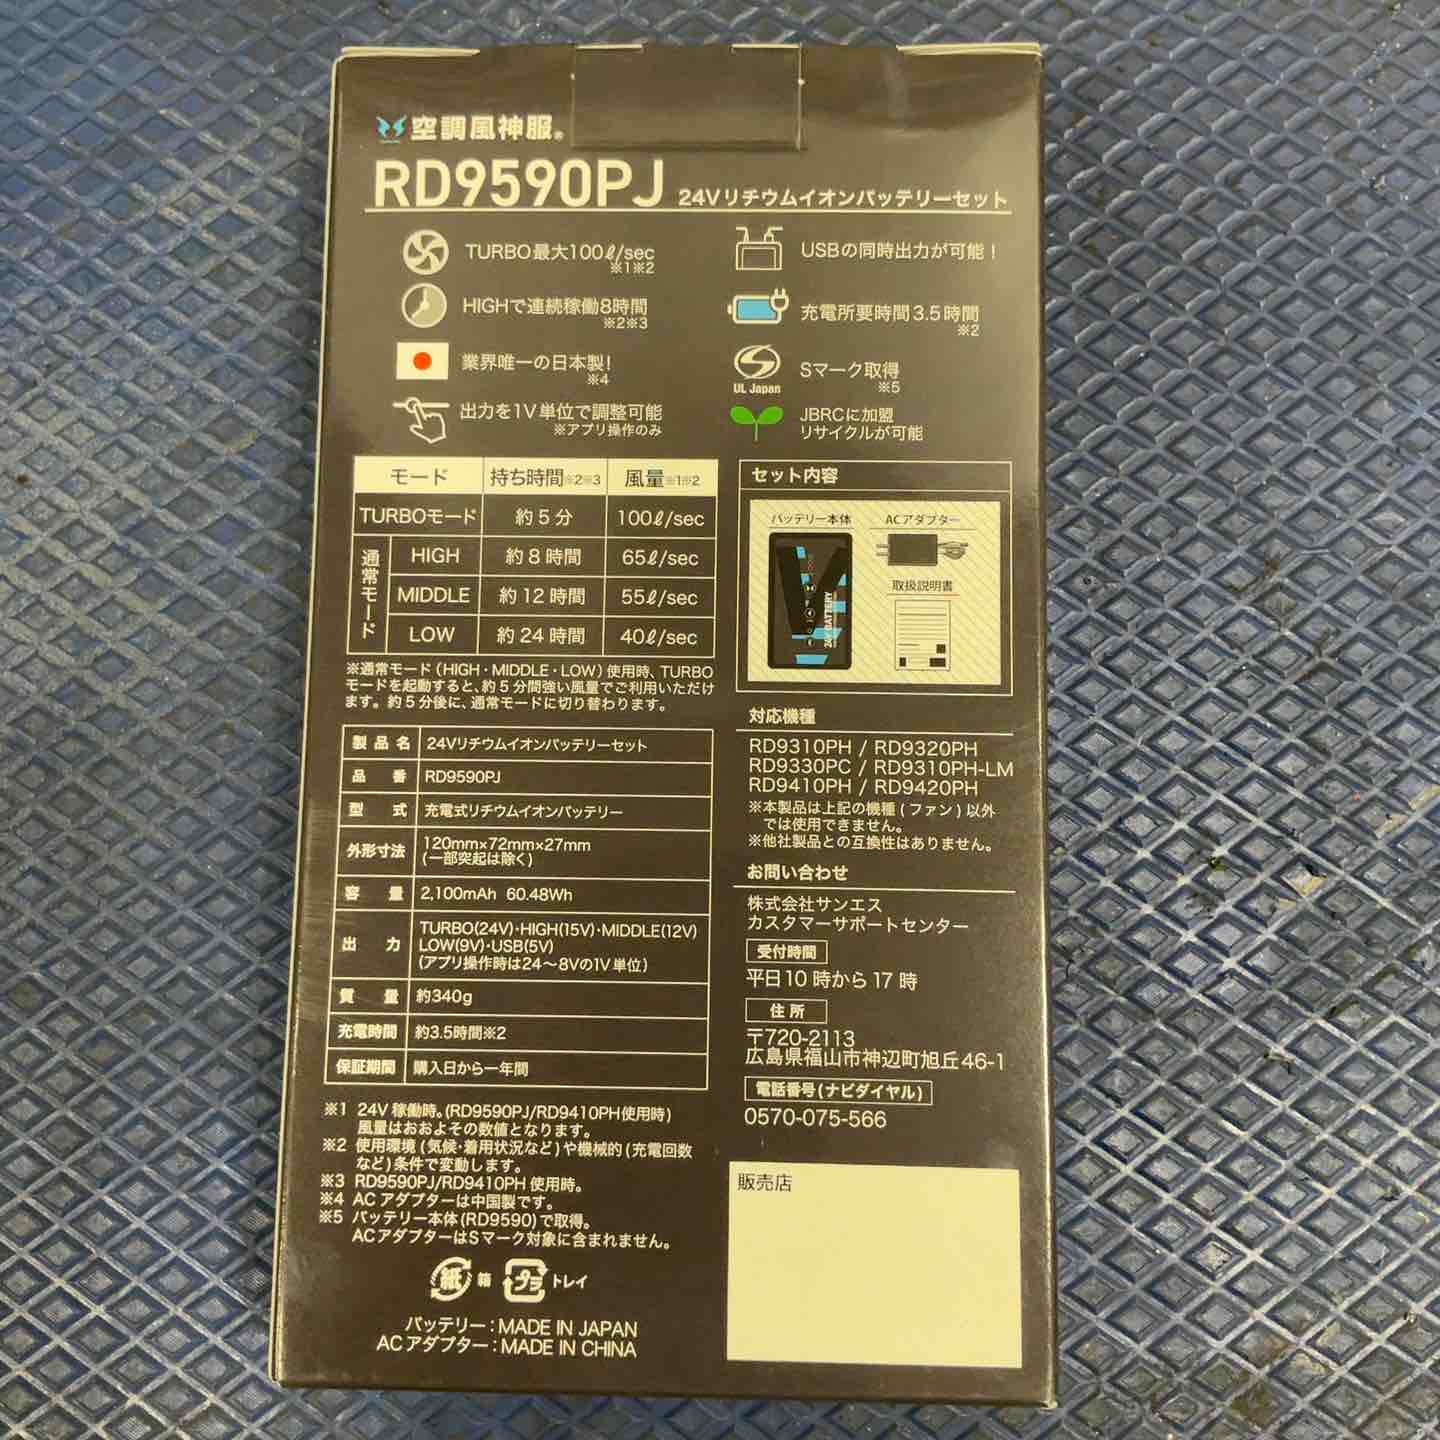 空調風神服®
RD9590PJ 24Vリチウムイオンバッテリーセット
TURBO最大100ℓ/sec
※1※2
HIGHで連続稼働8時間
※2※3
業界唯一の日本製!
※4
出力を1V単位で調整可能
※アプリ操作のみ
USBの同時出力が可能!
充電所要時間3.5時間
※2
UL Japan
Sマーク取得
※5
JBRCに加盟
リサイクルが可能
モード 持ち時間※2※3 風量※1※2
TURBOモード 約5分 100ℓ/sec
通常モード
HIGH 約8時間 65ℓ/sec
MIDDLE 約12時間 55ℓ/sec
LOW 約24時間 40ℓ/sec
※通常モード(HIGH・MIDDLE・LOW)使用時、TURBO
モードを起動すると、約5分間強い風量でご利用いただけ
ます。約5分後に、通常モードに切り替わります。
製品名 24Vリチウムイオンバッテリーセット
品番 RD9590PJ
型式 充電式リチウムイオンバッテリー
外形寸法 120mm×72mm×27mm
(一部突起は除く)
容量 2,100mAh 60.48Wh
出力 TURBO(24V)・HIGH(15V)・MIDDLE(12V)
LOW(9V)・USB(5V)
(アプリ操作時は24〜8Vの1V単位)
質量 約340g
充電時間 約3.5時間※2
保証期間 購入日から一年間
※1 24V稼働時。(RD9590PJ/RD9410PH使用時)
風量はおおよその数値となります。
※2 使用環境(気候・着用状況など)や機械的(充電回数
など)条件で変動します。
※3 RD9590PJ/RD9410PH使用時。
※4 ACアダプターは中国製です。
※5 バッテリー本体(RD9590)で取得。
ACアダプターはSマーク対象に含まれません。
紙 箱 プラ トレイ
バッテリー:MADE IN JAPAN
ACアダプター:MADE IN CHINA
セット内容
バッテリー本体 ACアダプター
24V BATTERY
取扱説明書
対応機種
RD9310PH / RD9320PH
RD9330PC / RD9310PH-LM
RD9410PH / RD9420PH
※本製品は上記の機種(ファン)以外
では使用できません。
※他社製品との互換性はありません。
お問い合わせ
株式会社サンエス
カスタマーサポートセンター
受付時間
平日10時から17時
住所
〒720-2113
広島県福山市神辺町旭丘46-1
電話番号(ナビダイヤル)
0570-075-566
販売店